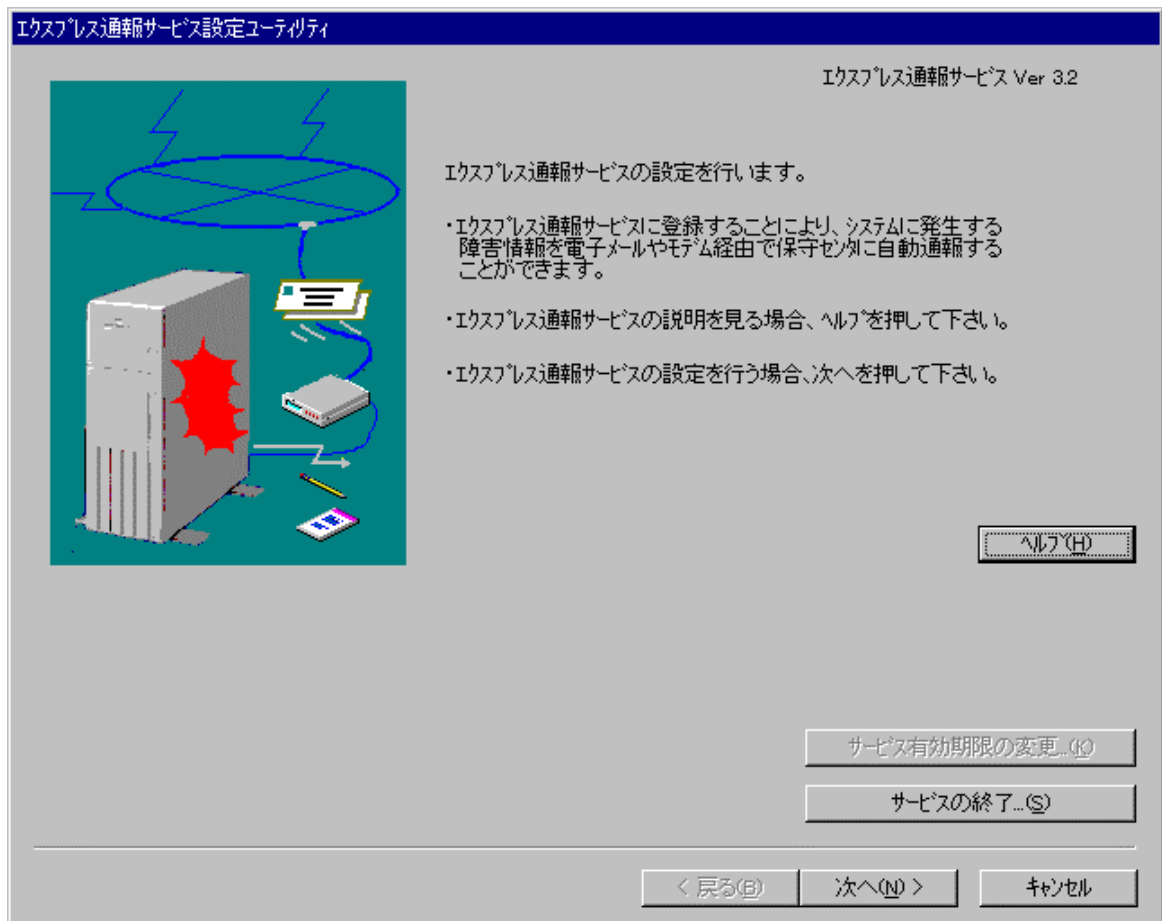 ｴｸｽﾌﾟﾚｽ通報ｻｰﾋﾞｽ設定ﾕｰﾃｨﾘﾃｨ
ｴｸｽﾌﾟﾚｽ通報ｻｰﾋﾞｽ Ver 3.2
ｴｸｽﾌﾟﾚｽ通報ｻｰﾋﾞｽの設定を行います。
・ｴｸｽﾌﾟﾚｽ通報ｻｰﾋﾞｽに登録することにより、ｼｽﾃﾑに発生する
障害情報を電子ﾒｰﾙやﾓﾃﾞﾑ経由で保守ｾﾝﾀに自動通報する
ことができます。
・ｴｸｽﾌﾟﾚｽ通報ｻｰﾋﾞｽの説明を見る場合、ﾍﾙﾌﾟを押して下さい。
・ｴｸｽﾌﾟﾚｽ通報ｻｰﾋﾞｽの設定を行う場合、次へを押して下さい。
ﾍﾙﾌﾟ(H)
ｻｰﾋﾞｽ有効期限の変更...(K)
ｻｰﾋﾞｽの終了...(S)
< 戻る(B)
次へ(N) >
ｷｬﾝｾﾙ